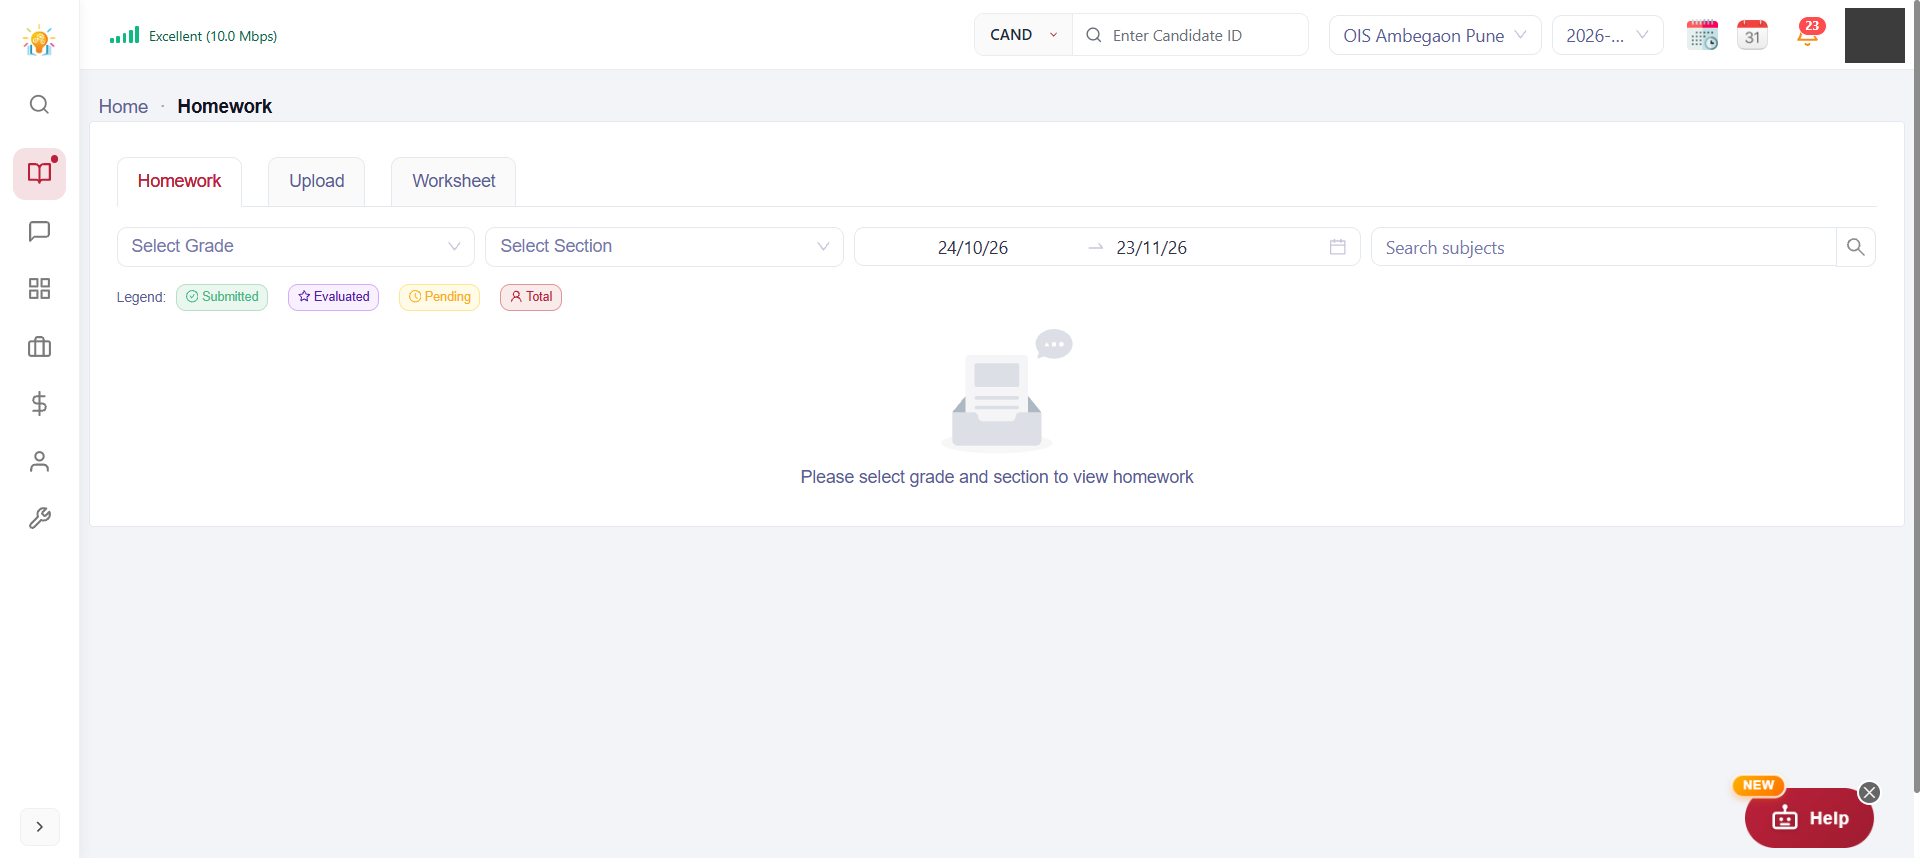 Excellent (10.0 Mbps)
CAND
Enter Candidate ID
OIS Ambegaon Pune
2026-...
31
23
Home · Homework
Homework
Upload
Worksheet
Select Grade
Select Section
24/10/26
23/11/26
Search subjects
Legend:
Submitted
Evaluated
Pending
Total
Please select grade and section to view homework
NEW
Help